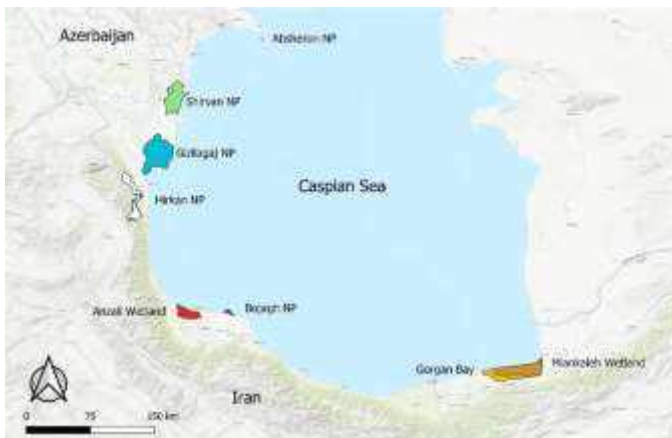 Azerbaijan
Absheron NP
Shirvan NP
Gizilagaj NP
Caspian Sea
Hirkan NP
Anzali Wetland
Bujagh NP
Gorgan Bay
Miankaleh Wetland
Iran
0 75 150 km